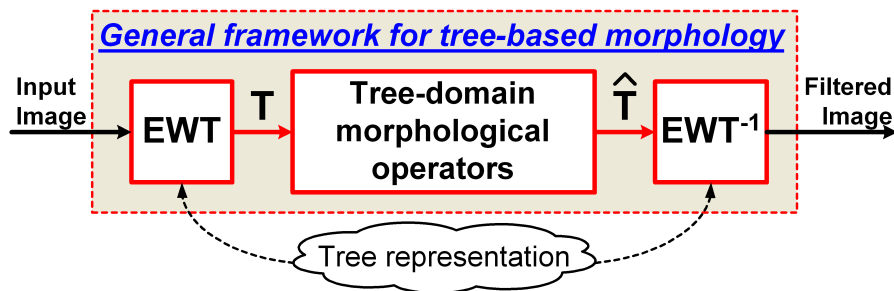 General framework for tree-based morphology
Input
Image
EWT
T
Tree-domain
morphological
operators
T̂
EWT⁻¹
Filtered
Image
Tree representation